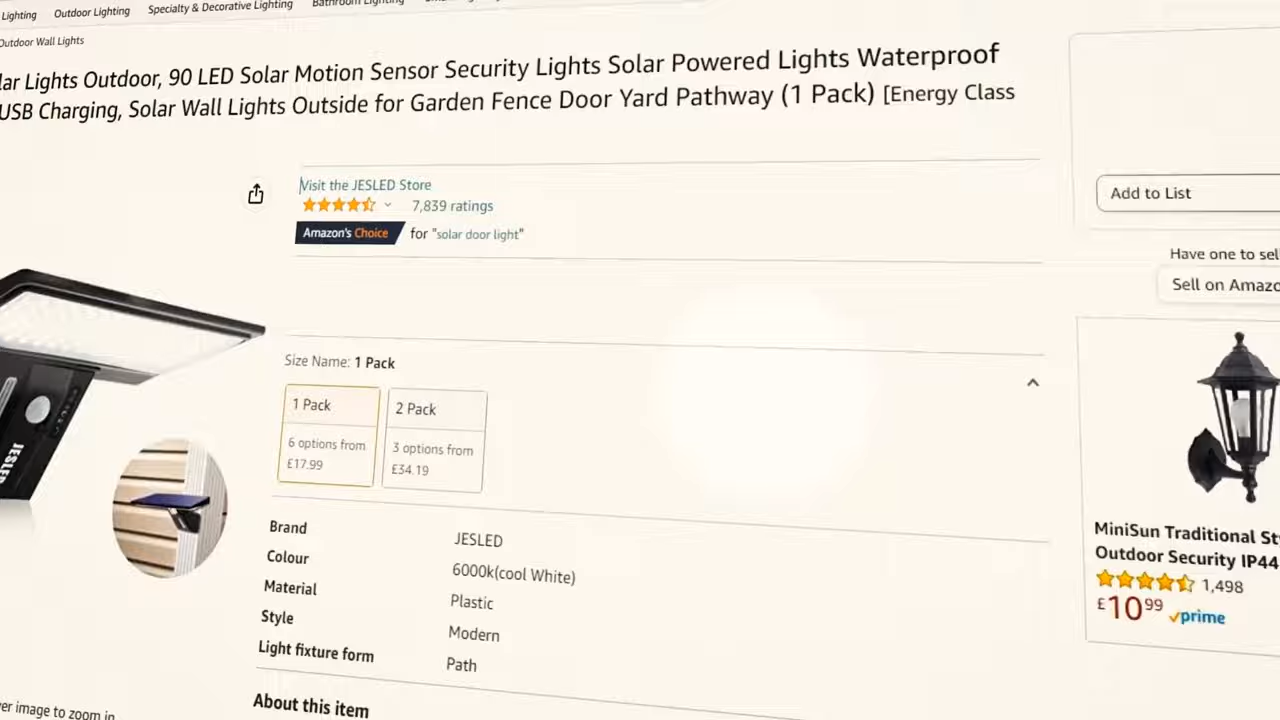 Lighting Outdoor Lighting Specialty & Decorative Lighting Bathroom Lighting
Outdoor Wall Lights
lar Lights Outdoor, 90 LED Solar Motion Sensor Security Lights Solar Powered Lights Waterproof
USB Charging, Solar Wall Lights Outside for Garden Fence Door Yard Pathway (1 Pack) [Energy Class
Visit the JESLED Store
7,839 ratings
Amazon's Choice for "solar door light"
Size Name: 1 Pack
1 Pack
6 options from
£17.99
2 Pack
3 options from
£34.19
Brand JESLED
Colour 6000k(cool White)
Material Plastic
Style Modern
Light fixture form Path
About this item
JESLED
er image to zoom in
Add to List
Have one to sel
Sell on Amazo
MiniSun Traditional St
Outdoor Security IP44
1,498
£10.99 prime